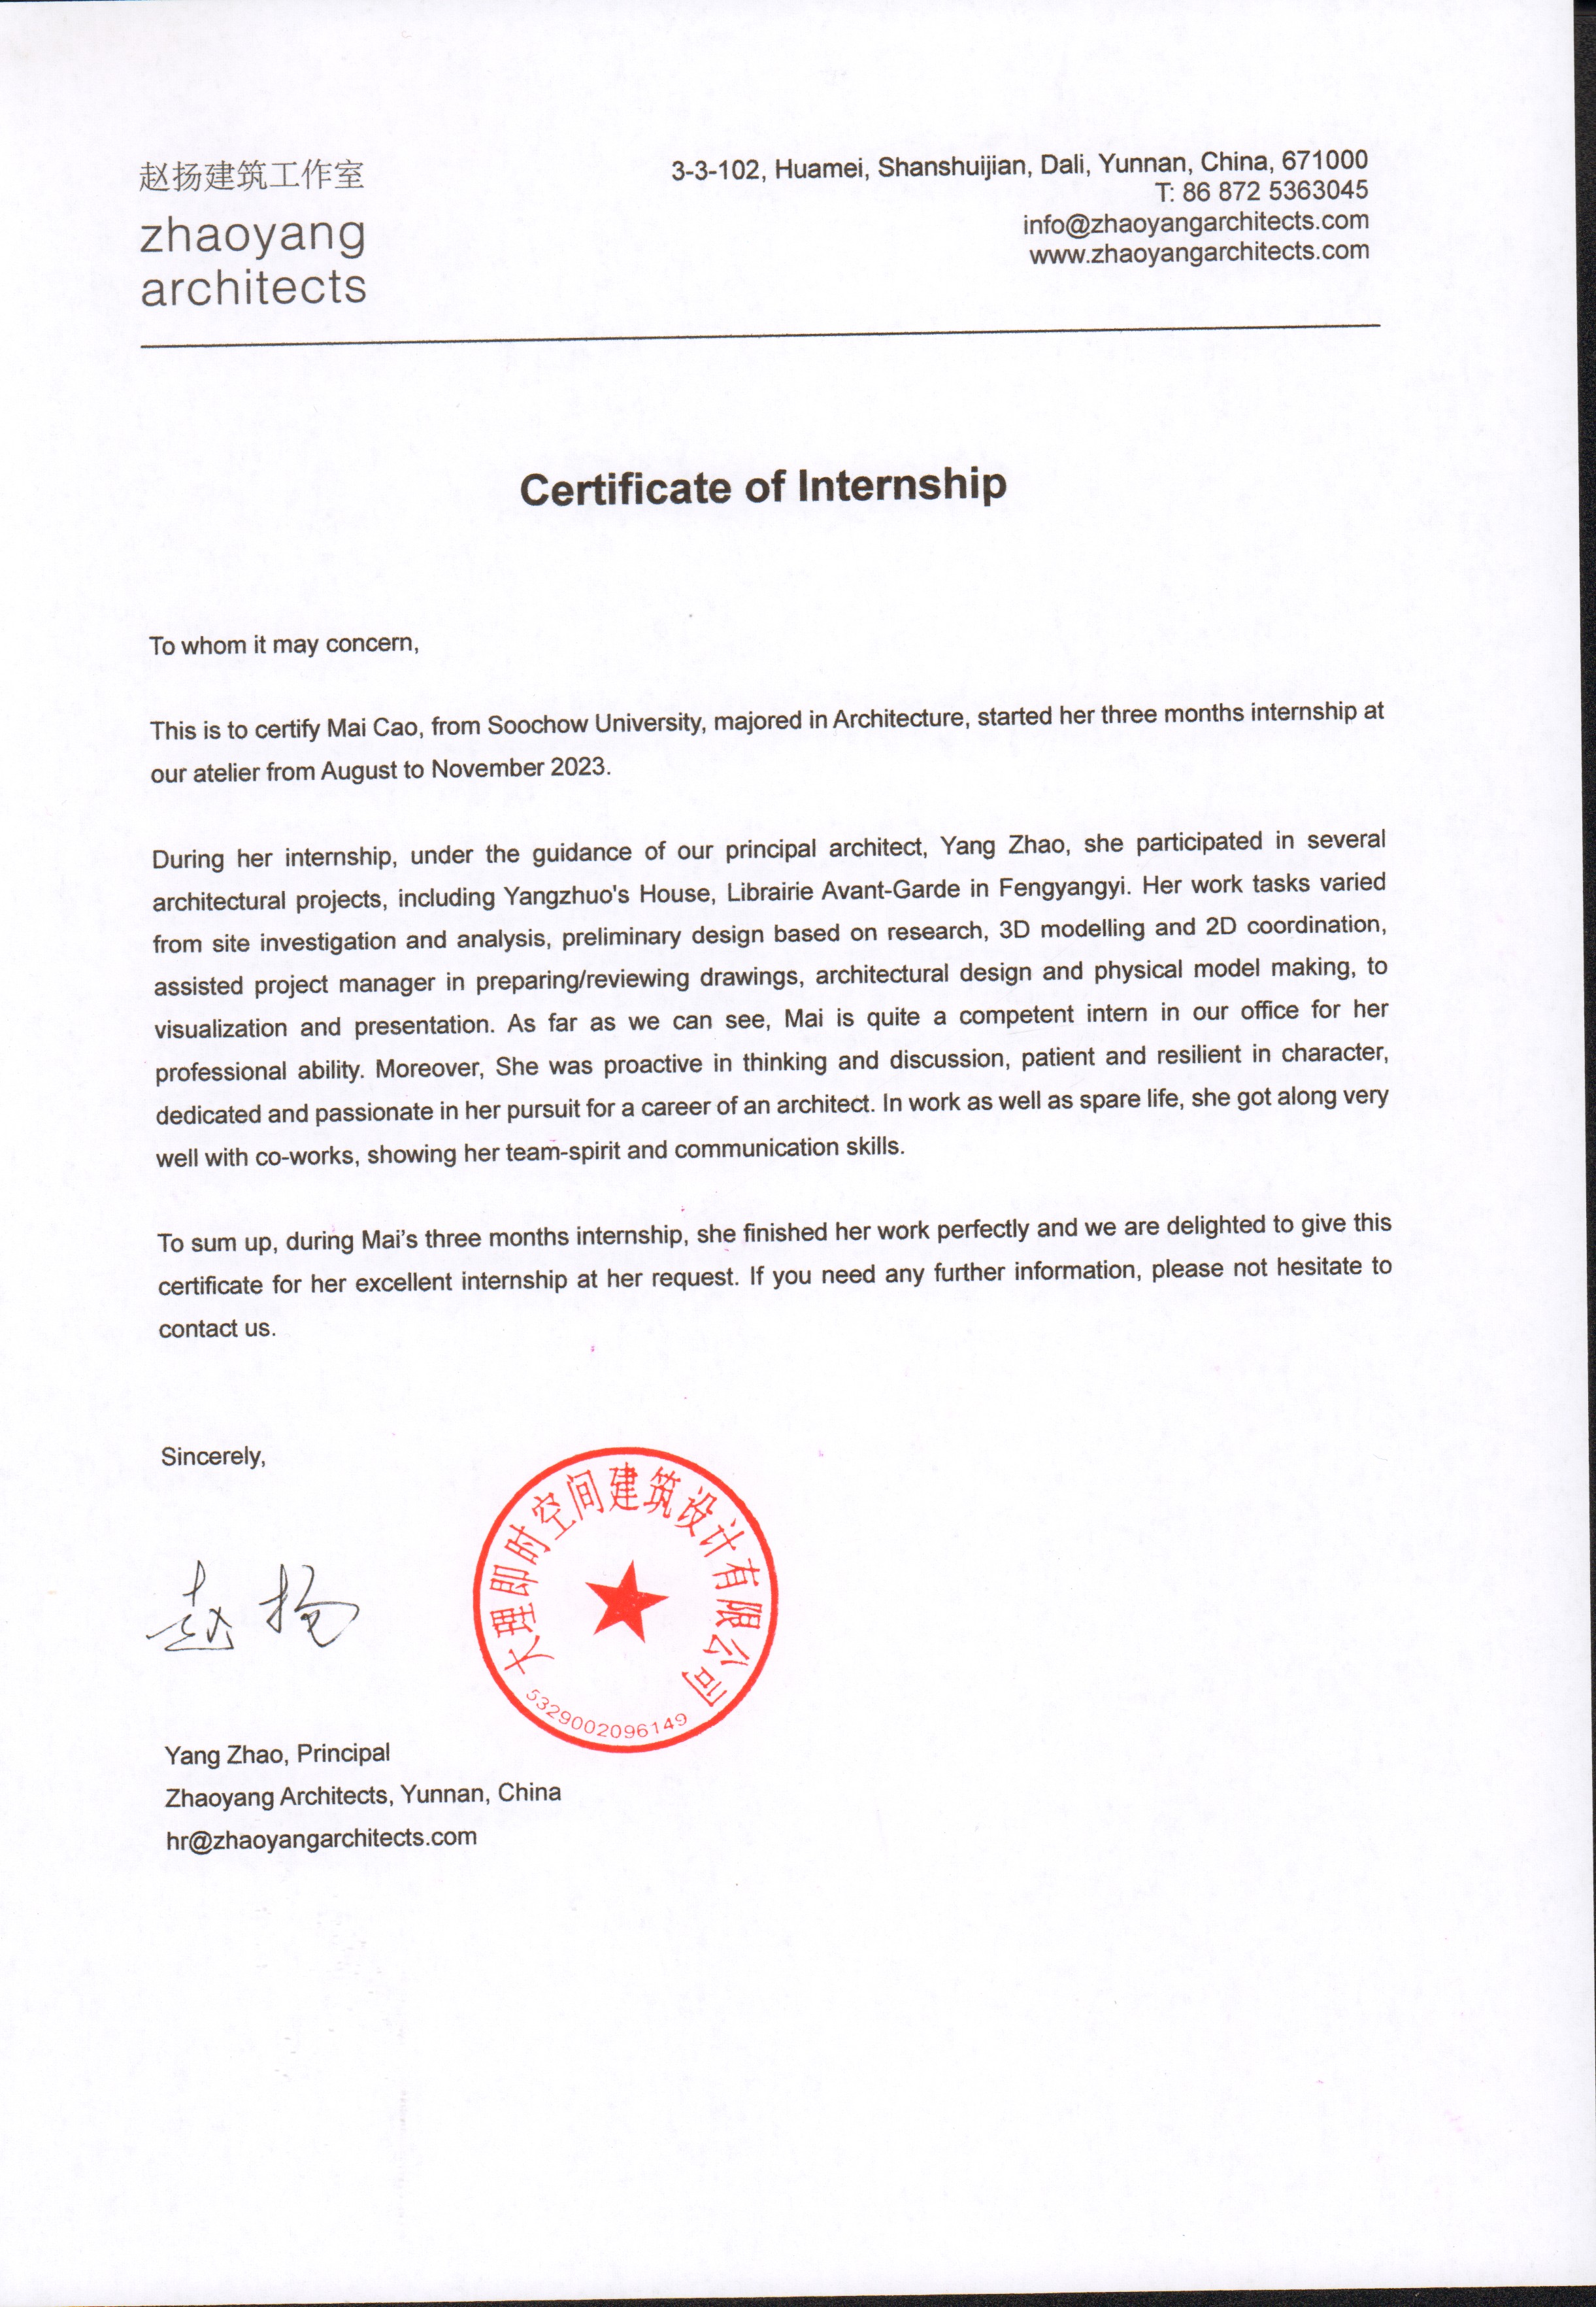 赵扬建筑工作室
zhaoyang
architects
3-3-102, Huamei, Shanshuijian, Dali, Yunnan, China, 671000
T: 86 872 5363045
info@zhaoyangarchitects.com
www.zhaoyangarchitects.com
Certificate of Internship
To whom it may concern,
This is to certify Mai Cao, from Soochow University, majored in Architecture, started her three months internship at
our atelier from August to November 2023.
During her internship, under the guidance of our principal architect, Yang Zhao, she participated in several
architectural projects, including Yangzhuo's House, Librairie Avant-Garde in Fengyangyi. Her work tasks varied
from site investigation and analysis, preliminary design based on research, 3D modelling and 2D coordination,
assisted project manager in preparing/reviewing drawings, architectural design and physical model making, to
visualization and presentation. As far as we can see, Mai is quite a competent intern in our office for her
professional ability. Moreover, She was proactive in thinking and discussion, patient and resilient in character,
dedicated and passionate in her pursuit for a career of an architect. In work as well as spare life, she got along very
well with co-works, showing her team-spirit and communication skills.
To sum up, during Mai’s three months internship, she finished her work perfectly and we are delighted to give this
certificate for her excellent internship at her request. If you need any further information, please not hesitate to
contact us.
Sincerely,
赵扬
大理即时空间建筑设计有限公司
5329002096149
Yang Zhao, Principal
Zhaoyang Architects, Yunnan, China
hr@zhaoyangarchitects.com